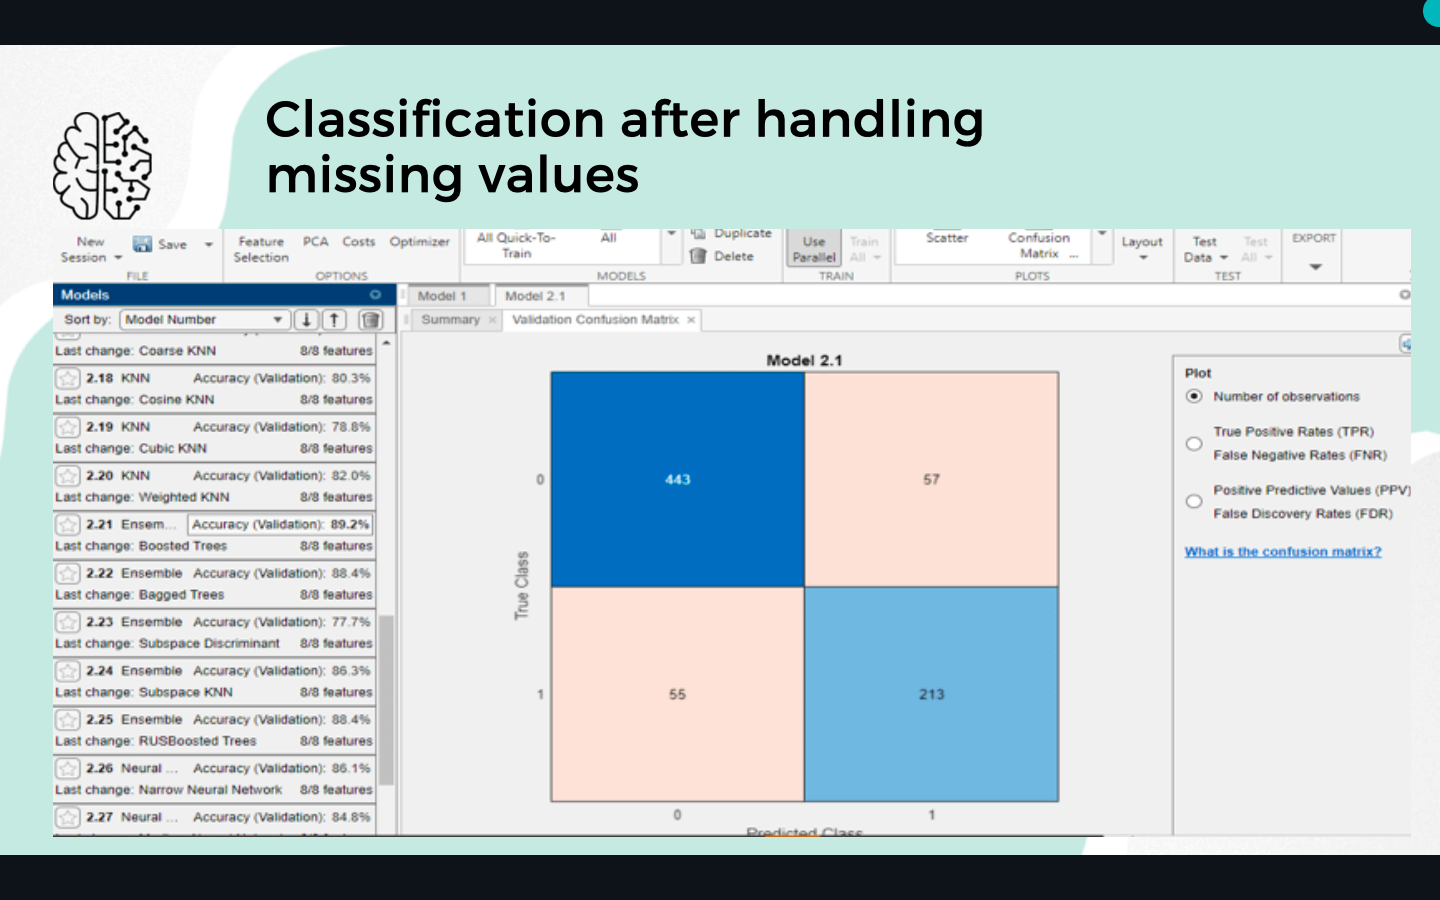 Classification after handling
missing values
New
Session
Save
FILE
Feature
Selection
PCA
Costs
Optimizer
OPTIONS
All Quick-To-
Train
All
Duplicate
Delete
MODELS
Use
Parallel
Train
All
TRAIN
Scatter
Confusion
Matrix ...
PLOTS
Layout
Test
Data
Test
All
TEST
EXPORT
Models
Sort by: Model Number
Last change: Coarse KNN 8/8 features
2.18 KNN Accuracy (Validation): 80.3%
Last change: Cosine KNN 8/8 features
2.19 KNN Accuracy (Validation): 78.8%
Last change: Cubic KNN 8/8 features
2.20 KNN Accuracy (Validation): 82.0%
Last change: Weighted KNN 8/8 features
2.21 Ensem... Accuracy (Validation): 89.2%
Last change: Boosted Trees 8/8 features
2.22 Ensemble Accuracy (Validation): 88.4%
Last change: Bagged Trees 8/8 features
2.23 Ensemble Accuracy (Validation): 77.7%
Last change: Subspace Discriminant 8/8 features
2.24 Ensemble Accuracy (Validation): 86.3%
Last change: Subspace KNN 8/8 features
2.25 Ensemble Accuracy (Validation): 88.4%
Last change: RUSBoosted Trees 8/8 features
2.26 Neural ... Accuracy (Validation): 86.1%
Last change: Narrow Neural Network 8/8 features
2.27 Neural ... Accuracy (Validation): 84.8%
Model 1
Model 2.1
Summary
Validation Confusion Matrix
Model 2.1
True Class
0
443
57
1
55
213
0
1
Predicted Class
Plot
Number of observations
True Positive Rates (TPR)
False Negative Rates (FNR)
Positive Predictive Values (PPV)
False Discovery Rates (FDR)
What is the confusion matrix?